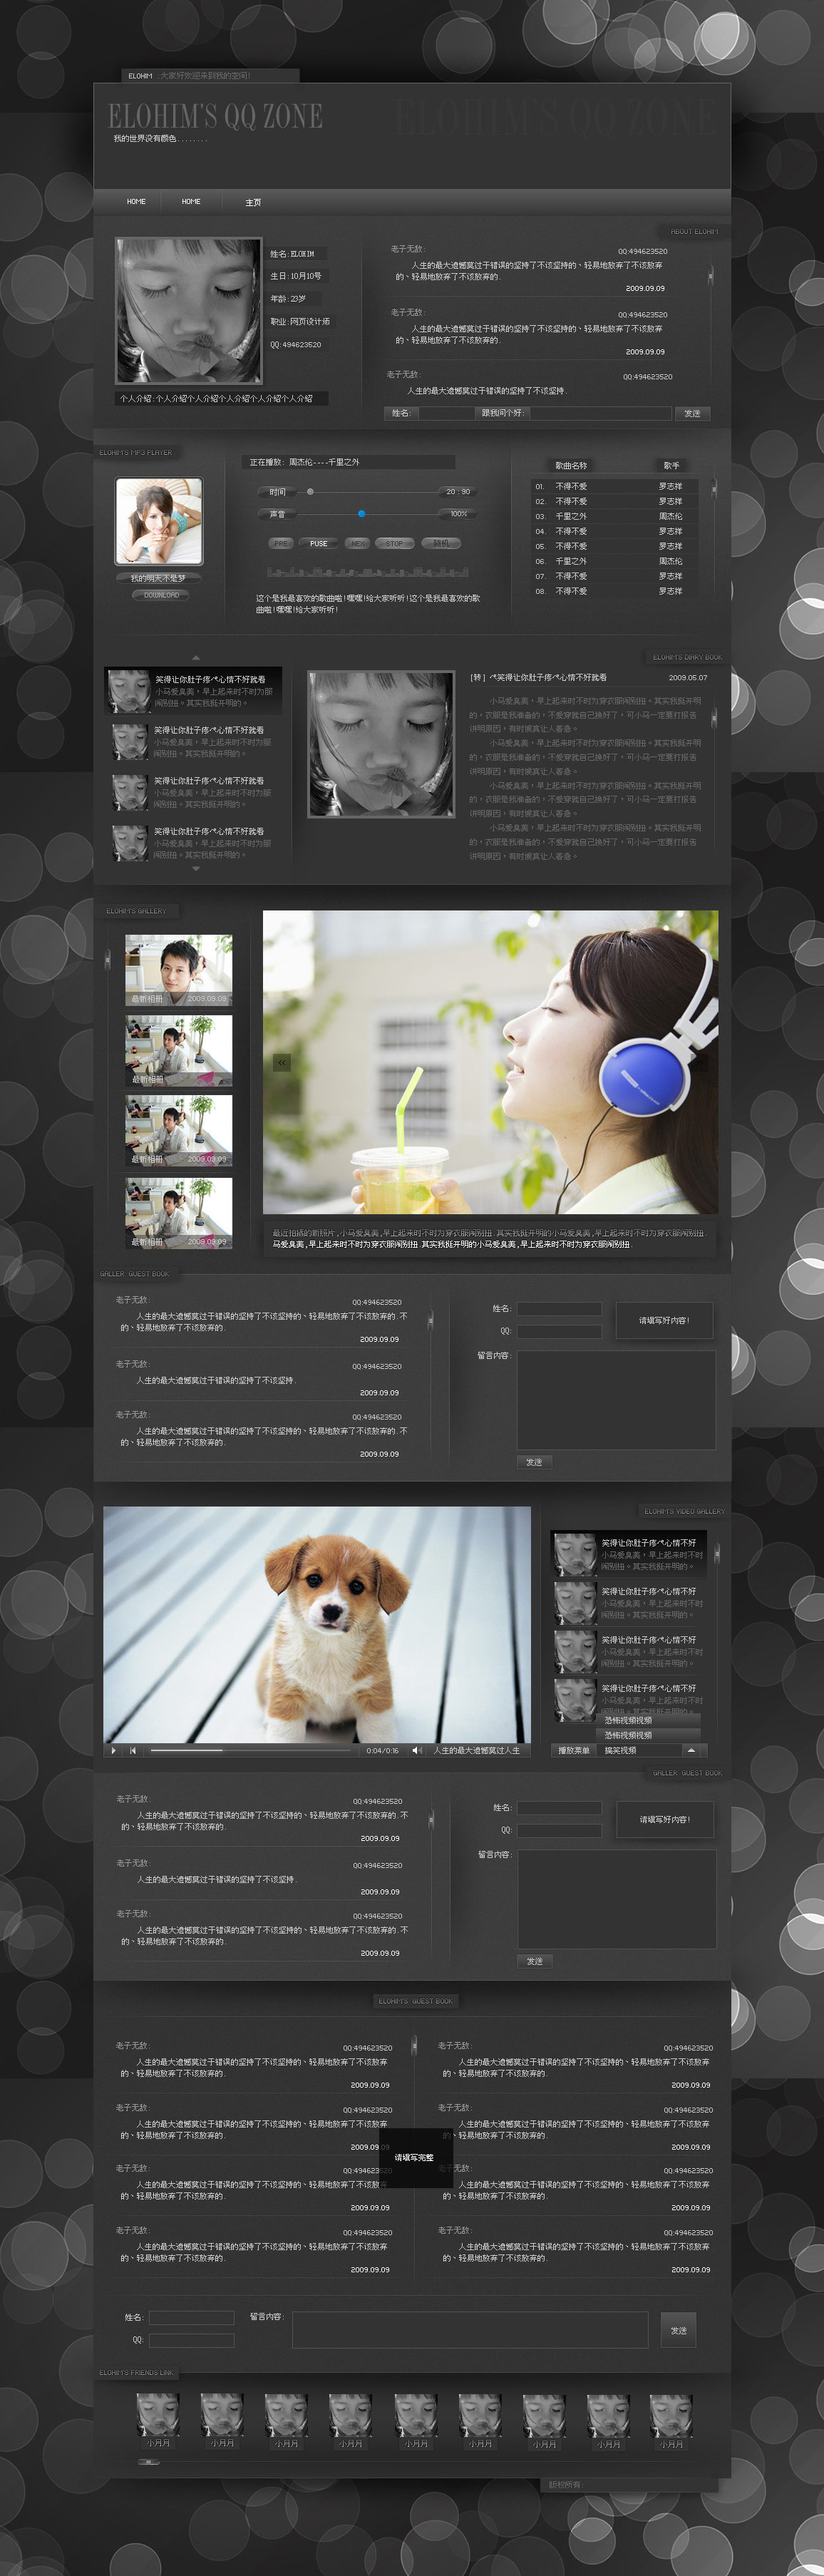 ELOHIM 大家好欢迎来到我的空间!
ELOHIM'S QQ ZONE
ELOHIM'S QQ ZONE
我的世界没有颜色........
HOME
HOME
主页
ABOUT ELOHIM
姓名:ELOHIM
生日:10月10号
年龄:23岁
职业:网页设计师
QQ:494623520
个人介绍:个人介绍个人介绍个人介绍个人介绍个人介绍
老子无敌:
QQ:494623520
人生的最大遗憾莫过于错误的坚持了不该坚持的、轻易地放弃了不该放弃
的、轻易地放弃了不该放弃的.
2009.09.09
老子无敌:
QQ:494623520
人生的最大遗憾莫过于错误的坚持了不该坚持的、轻易地放弃了不该放弃
的、轻易地放弃了不该放弃的.
2009.09.09
老子无敌:
QQ:494623520
人生的最大遗憾莫过于错误的坚持了不该坚持.
姓名:
跟我问个好:
发送
ELOHIM'S MP3 PLAYER
我的明天不是梦
DOWNLOAD
正在播放: 周杰伦----千里之外
时间
20 : 90
声音
100%
PRE
PUSE
NEX
STOP
随机
这个是我最喜欢的歌曲啦!嘿嘿!给大家听听!这个是我最喜欢的歌
曲啦!嘿嘿!给大家听听!
歌曲名称 歌手
01. 不得不爱 罗志祥
02. 不得不爱 罗志祥
03. 千里之外 周杰伦
04. 不得不爱 罗志祥
05. 不得不爱 罗志祥
06. 千里之外 周杰伦
07. 不得不爱 罗志祥
08. 不得不爱 罗志祥
ELOHIM'S DIARY BOOK
笑得让你肚子疼^心情不好就看
小马爱臭美，早上起来时不时为那
闹别扭。其实我挺开明的。
笑得让你肚子疼^心情不好就看
小马爱臭美，早上起来时不时为那
闹别扭。其实我挺开明的。
笑得让你肚子疼^心情不好就看
小马爱臭美，早上起来时不时为那
闹别扭。其实我挺开明的。
笑得让你肚子疼^心情不好就看
小马爱臭美，早上起来时不时为那
闹别扭。其实我挺开明的。
[转] ^笑得让你肚子疼^心情不好就看
2009.05.07
小马爱臭美，早上起来时不时为穿衣服闹别扭。其实我挺开明
的，衣服是我准备的，不爱穿就自己换好了，可小马一定要打报告
讲明原因，有时候真让人着急。
小马爱臭美，早上起来时不时为穿衣服闹别扭。其实我挺开明
的，衣服是我准备的，不爱穿就自己换好了，可小马一定要打报告
讲明原因，有时候真让人着急。
小马爱臭美，早上起来时不时为穿衣服闹别扭。其实我挺开明
的，衣服是我准备的，不爱穿就自己换好了，可小马一定要打报告
讲明原因，有时候真让人着急。
小马爱臭美，早上起来时不时为穿衣服闹别扭。其实我挺开明
的，衣服是我准备的，不爱穿就自己换好了，可小马一定要打报告
讲明原因，有时候真让人着急。
ELOHIM'S GALLERY
最新相册 2009.09.09
最新相册
最新相册 2009.09.09
最新相册 2009.09.09
<<
最近拍摄的新照片,小马爱臭美,早上起来时不时为穿衣服闹别扭.其实我挺开明的小马爱臭美,早上起来时不时为穿衣服闹别扭.
马爱臭美,早上起来时不时为穿衣服闹别扭.其实我挺开明的小马爱臭美,早上起来时不时为穿衣服闹别扭.
GALLER GUEST BOOK
老子无敌:
QQ:494623520
人生的最大遗憾莫过于错误的坚持了不该坚持的、轻易地放弃了不该放弃的.不
的、轻易地放弃了不该放弃的.
2009.09.09
老子无敌:
QQ:494623520
人生的最大遗憾莫过于错误的坚持了不该坚持.
2009.09.09
老子无敌:
QQ:494623520
人生的最大遗憾莫过于错误的坚持了不该坚持的、轻易地放弃了不该放弃的.不
的、轻易地放弃了不该放弃的.
2009.09.09
姓名:
QQ:
请填写好内容!
留言内容:
发送
ELOHIM'S VIDEO GALLERY
笑得让你肚子疼^心情不好
小马爱臭美，早上起来时不时
闹别扭。其实我挺开明的。
笑得让你肚子疼^心情不好
小马爱臭美，早上起来时不时
闹别扭。其实我挺开明的。
笑得让你肚子疼^心情不好
小马爱臭美，早上起来时不时
闹别扭。其实我挺开明的。
笑得让你肚子疼^心情不好
小马爱臭美，早上起来时不时
恐怖视频视频
恐怖视频视频
播放菜单 搞笑视频
0:04/0:16
人生的最大遗憾莫过人生
GALLER GUEST BOOK
老子无敌:
QQ:494623520
人生的最大遗憾莫过于错误的坚持了不该坚持的、轻易地放弃了不该放弃的.不
的、轻易地放弃了不该放弃的.
2009.09.09
老子无敌:
QQ:494623520
人生的最大遗憾莫过于错误的坚持了不该坚持.
2009.09.09
老子无敌:
QQ:494623520
人生的最大遗憾莫过于错误的坚持了不该坚持的、轻易地放弃了不该放弃的.不
的、轻易地放弃了不该放弃的.
2009.09.09
姓名:
QQ:
请填写好内容!
留言内容:
发送
ELOHIM'S GUEST BOOK
老子无敌:
QQ:494623520
人生的最大遗憾莫过于错误的坚持了不该坚持的、轻易地放弃了不该放弃
的、轻易地放弃了不该放弃的.
2009.09.09
老子无敌:
QQ:494623520
人生的最大遗憾莫过于错误的坚持了不该坚持的、轻易地放弃了不该放弃
的、轻易地放弃了不该放弃的.
2009.09.09
老子无敌:
QQ:494623520
人生的最大遗憾莫过于错误的坚持了不该坚持的、轻易地放弃了不该放弃
的、轻易地放弃了不该放弃的.
2009.09.09
老子无敌:
QQ:494623520
人生的最大遗憾莫过于错误的坚持了不该坚持的、轻易地放弃了不该放弃
的、轻易地放弃了不该放弃的.
2009.09.09
老子无敌:
QQ:494623520
人生的最大遗憾莫过于错误的坚持了不该坚持的、轻易地放弃了不该放弃
的、轻易地放弃了不该放弃的.
2009.09.09
QQ:494623520
人生的最大遗憾莫过于错误的坚持了不该坚持的、轻易地放弃了不该放弃
的、轻易地放弃了不该放弃的.
2009.09.09
请填写完整
老子无敌:
QQ:494623520
人生的最大遗憾莫过于错误的坚持了不该坚持的、轻易地放弃了不该放弃
的、轻易地放弃了不该放弃的.
2009.09.09
老子无敌:
QQ:494623520
人生的最大遗憾莫过于错误的坚持了不该坚持的、轻易地放弃了不该放弃
的、轻易地放弃了不该放弃的.
2009.09.09
姓名:
QQ:
留言内容:
发送
ELOHIM'S FRIENDS LINK
小月月
小月月
小月月
小月月
小月月
小月月
小月月
小月月
小月月
版权所有: